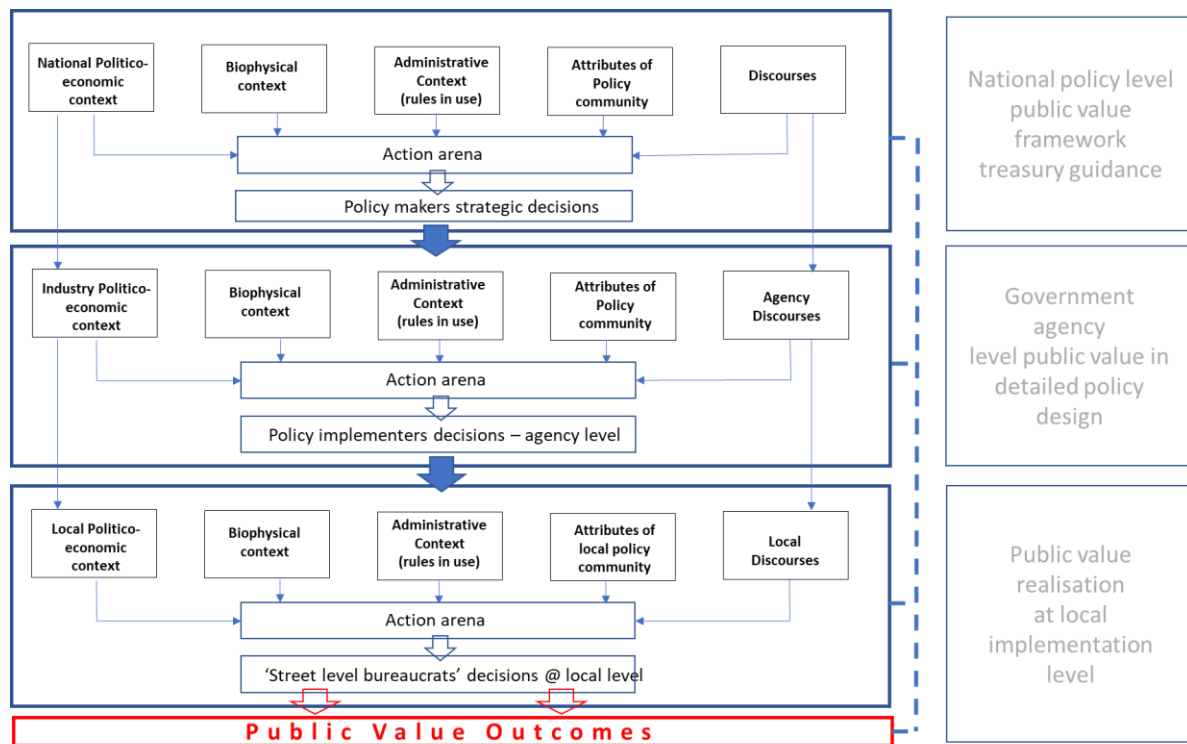 National Politico-
economic
context
Biophysical
context
Administrative
Context
(rules in use)
Attributes of
Policy
community
Discourses
Action arena
Policy makers strategic decisions
National policy level
public value
framework
treasury guidance
Industry Politico-
economic
context
Biophysical
context
Administrative
Context
(rules in use)
Attributes of
Policy
community
Agency
Discourses
Action arena
Policy implementers decisions – agency level
Government
agency
level public value in
detailed policy
design
Local Politico-
economic
context
Biophysical
context
Administrative
Context
(rules in use)
Attributes of
local policy
community
Local
Discourses
Action arena
‘Street level bureaucrats’ decisions @ local level
Public value
realisation
at local
implementation
level
Public Value Outcomes